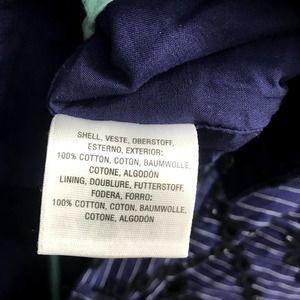 SHELL, VESTE, OBERSTOFF,
ESTERNO, EXTERIOR:
100% COTTON, COTON, BAUMWOLLE,
COTONE, ALGODÓN
LINING, DOUBLURE, FUTTERSTOFF,
FODERA, FORRO:
100% COTTON, COTON, BAUMWOLLE,
COTONE, ALGODÓN